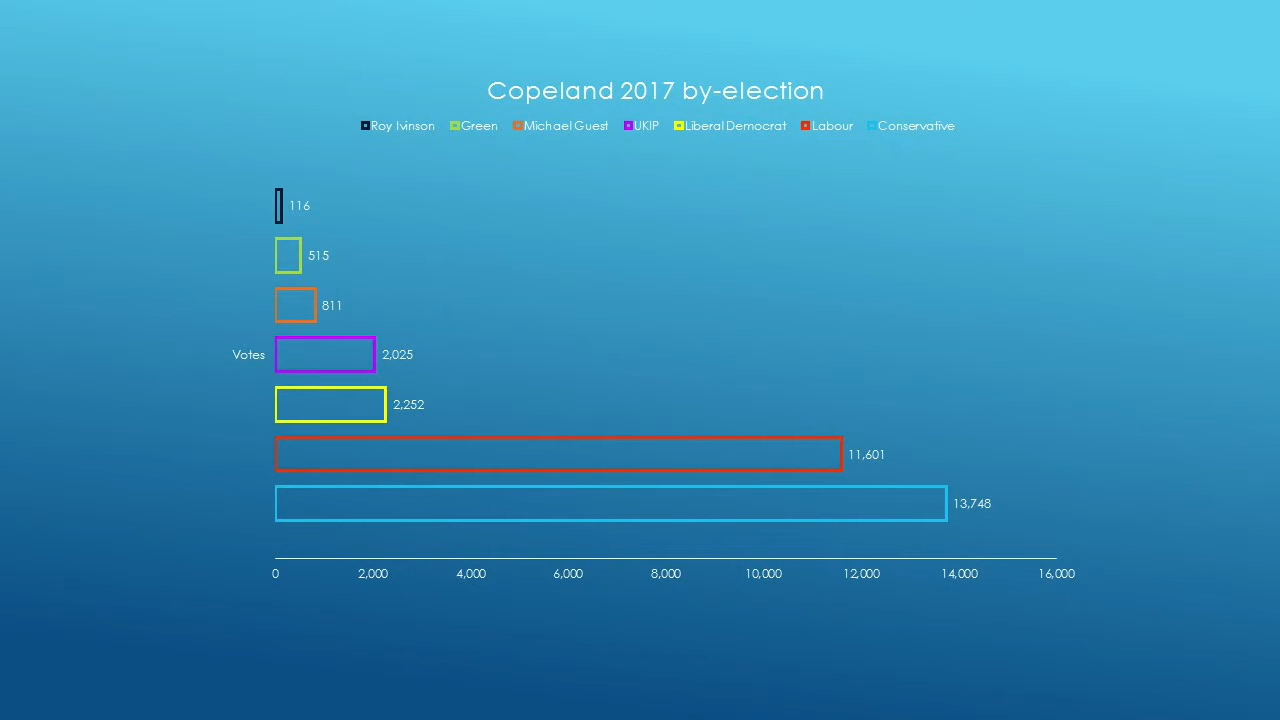 Copeland 2017 by-election
Roy Ivinson Green Michael Guest UKIP Liberal Democrat Labour Conservative
116
515
811
Votes 2,025
2,252
11,601
13,748
0 2,000 4,000 6,000 8,000 10,000 12,000 14,000 16,000